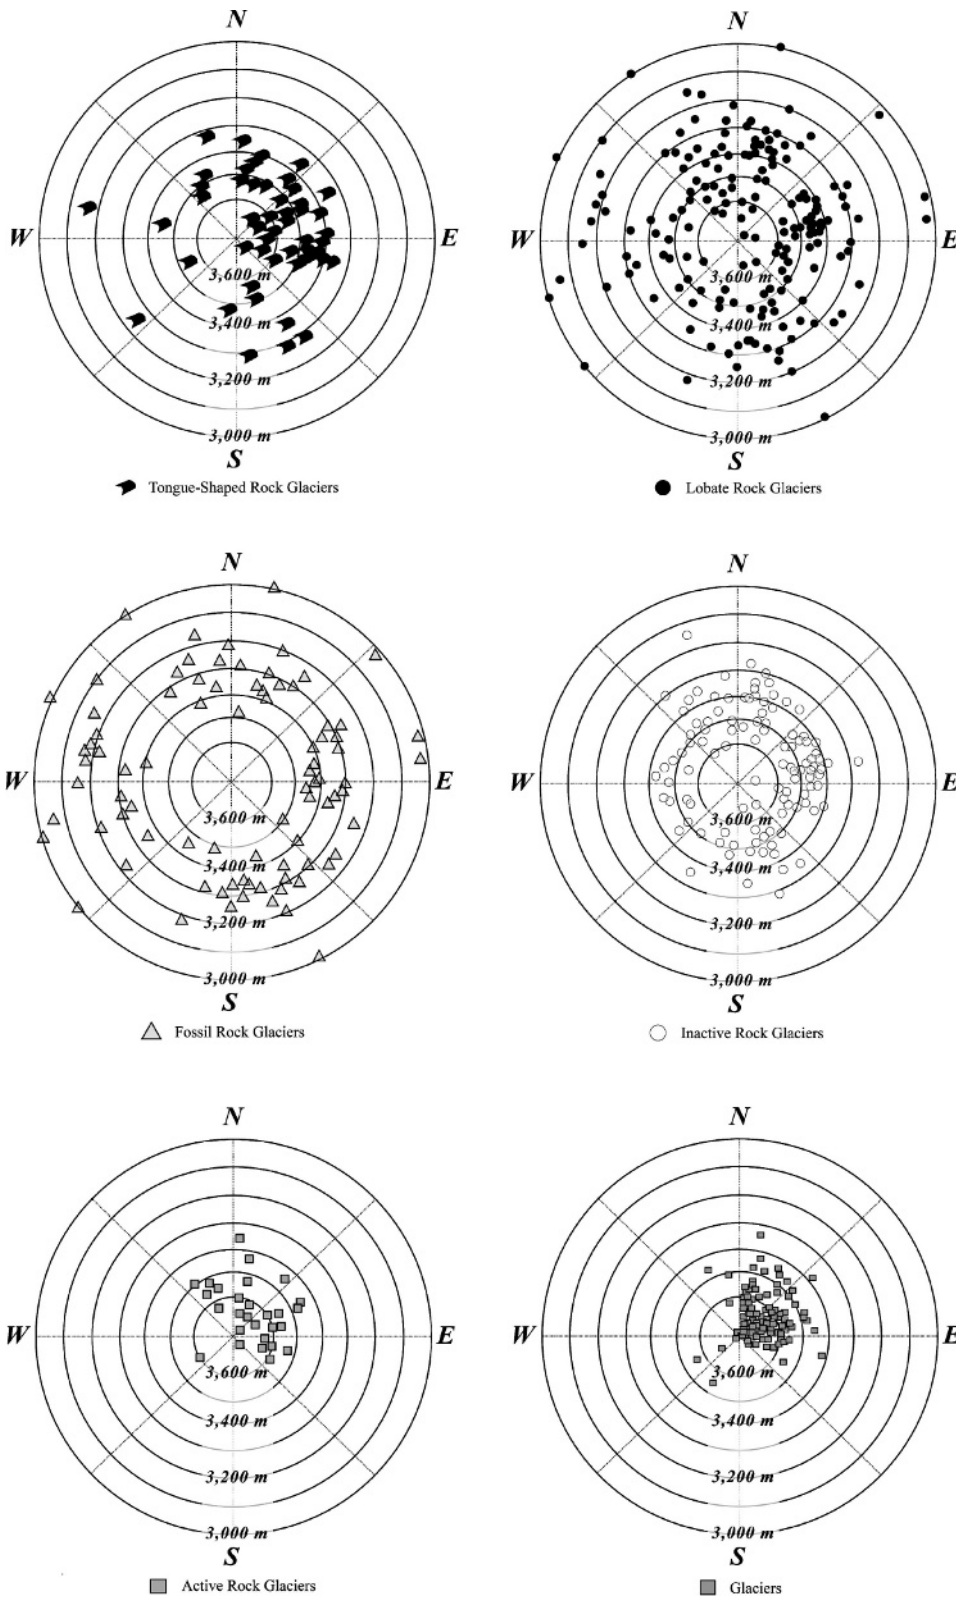 N
N
W
E
W
E
3,600 m
3,600 m
3,400 m
3,400 m
3,200 m
3,200 m
3,000 m
3,000 m
S
S
Tongue-Shaped Rock Glaciers
Lobate Rock Glaciers
N
N
W
E
W
E
3,600 m
3,600 m
3,400 m
3,400 m
3,200 m
3,200 m
3,000 m
3,000 m
S
S
Fossil Rock Glaciers
Inactive Rock Glaciers
N
N
W
E
W
E
3,600 m
3,600 m
3,400 m
3,400 m
3,200 m
3,200 m
3,000 m
3,000 m
S
S
Active Rock Glaciers
Glaciers